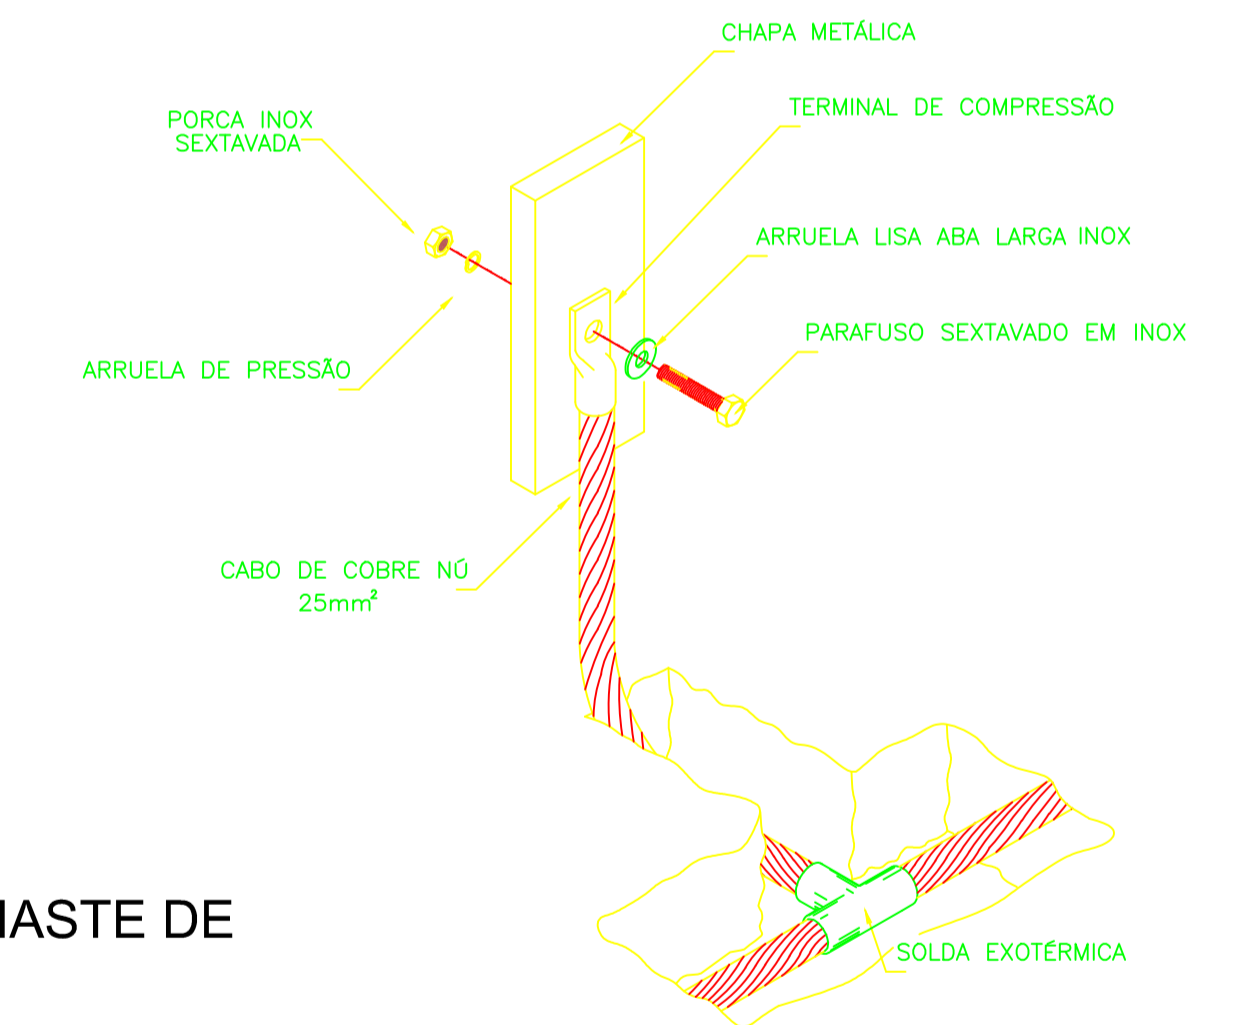 CHAPA METÁLICA
TERMINAL DE COMPRESSÃO
PORCA INOX
SEXTAVADA
ARRUELA LISA ABA LARGA INOX
PARAFUSO SEXTAVADO EM INOX
ARRUELA DE PRESSÃO
CABO DE COBRE NÚ
25mm²
HASTE DE
SOLDA EXOTÉRMICA